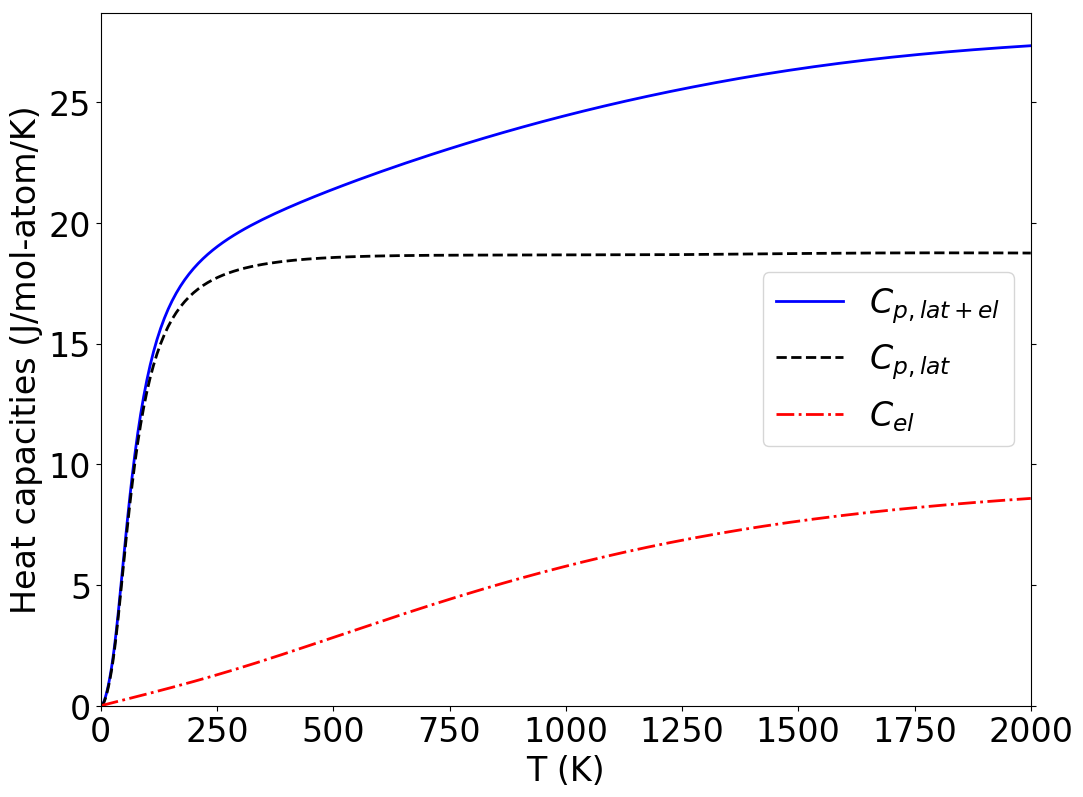 Heat capacities (J/mol-atom/K)
25
20
15
10
5
0
C_{p, lat + el}
C_{p, lat}
C_{el}
0 250 500 750 1000 1250 1500 1750 2000
T (K)